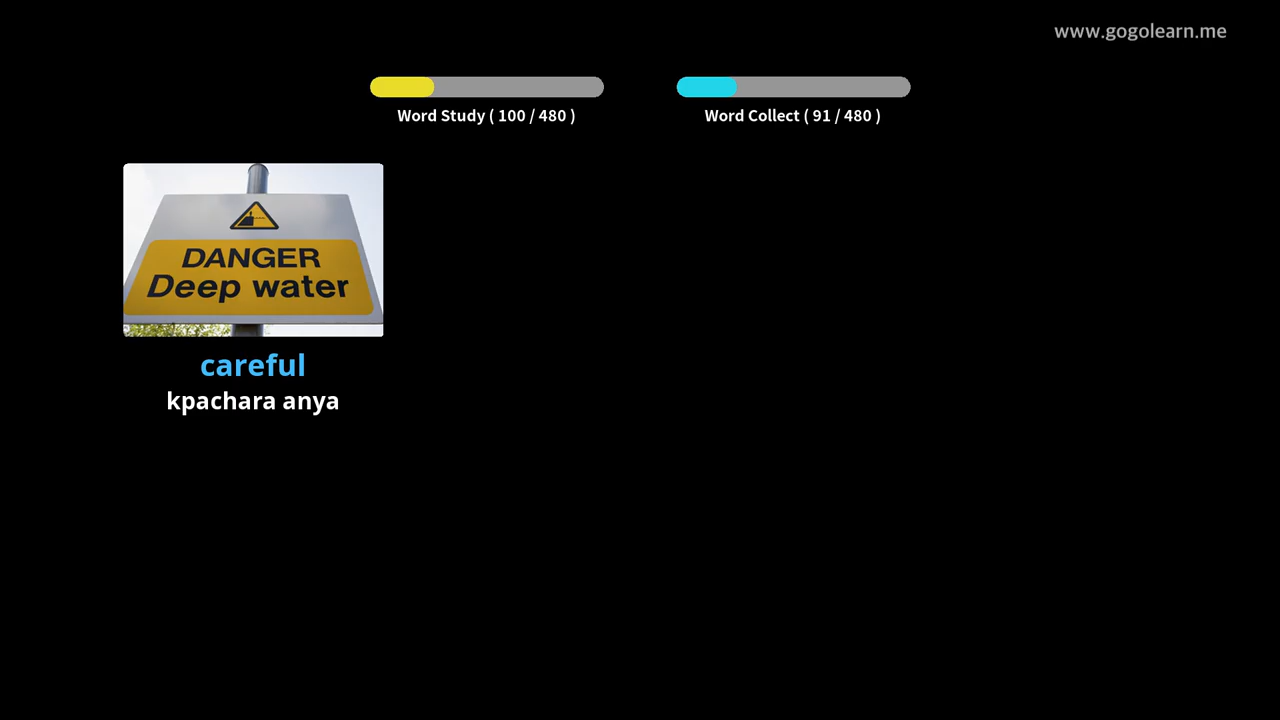 www.gogolearn.me
Word Study ( 100 / 480 )
Word Collect ( 91 / 480 )
DANGER
Deep water
careful
kpachara anya